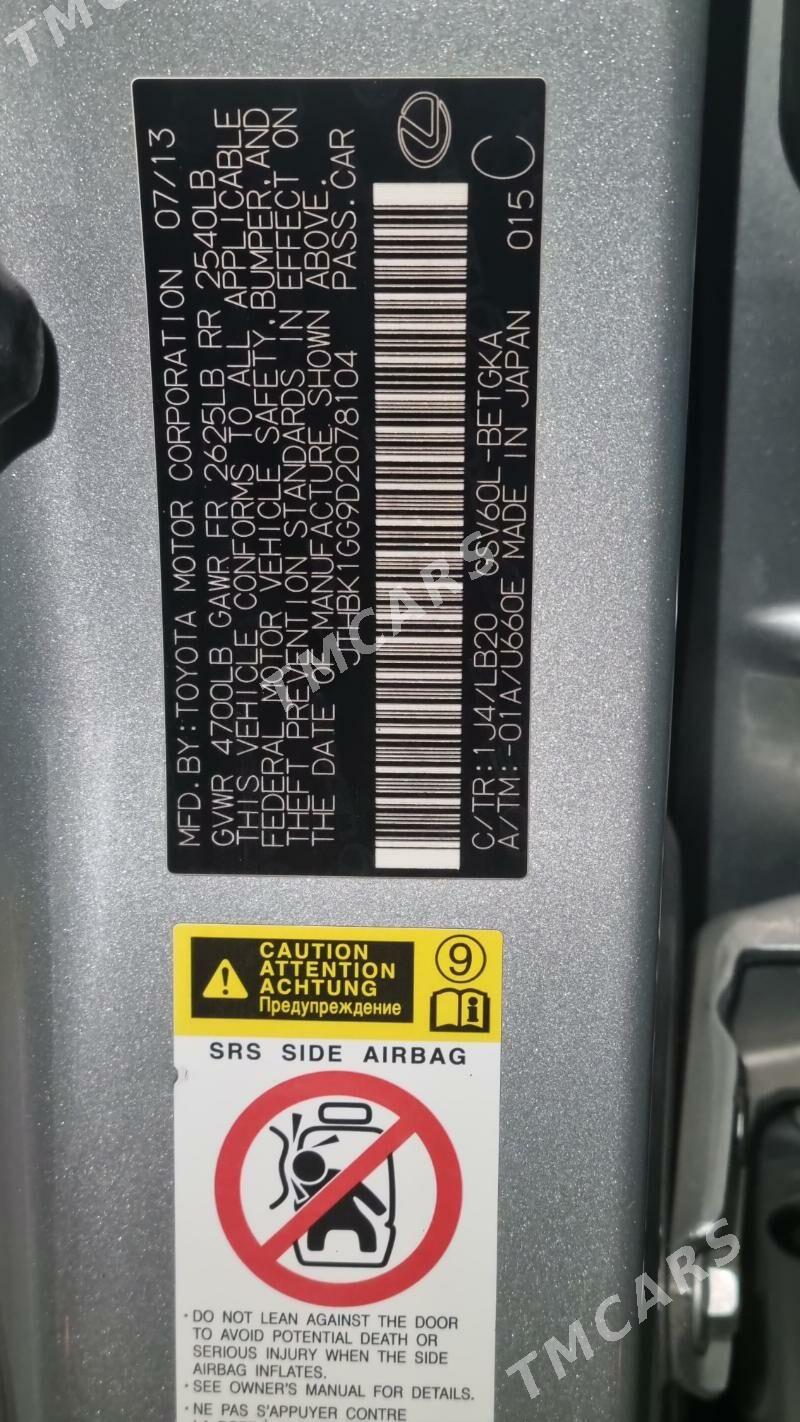 MFD.BY:TOYOTA MOTOR CORPORATION 07/13
GVWR 4700LB GAWR FR 2625LB RR 2540LB
THIS VEHICLE CONFORMS TO ALL APPLICABLE
FEDERAL MOTOR VEHICLE SAFETY,BUMPER,AND
THEFT PREVENTION STANDARDS IN EFFECT ON
THE DATE OF MANUFACTURE SHOWN ABOVE.
JTHBK1GG9D2078104 PASS.CAR
C/TR:1J4/LB20 GSV60L-BETGKA
A/TM:-01A/U660E MADE IN JAPAN 015 C
CAUTION
ATTENTION
ACHTUNG
Предупреждение
9
SRS SIDE AIRBAG
·DO NOT LEAN AGAINST THE DOOR
TO AVOID POTENTIAL DEATH OR
SERIOUS INJURY WHEN THE SIDE
AIRBAG INFLATES.
·SEE OWNER'S MANUAL FOR DETAILS.
·NE PAS S'APPUYER CONTRE
TMCARS
TMCARS
TMCARS